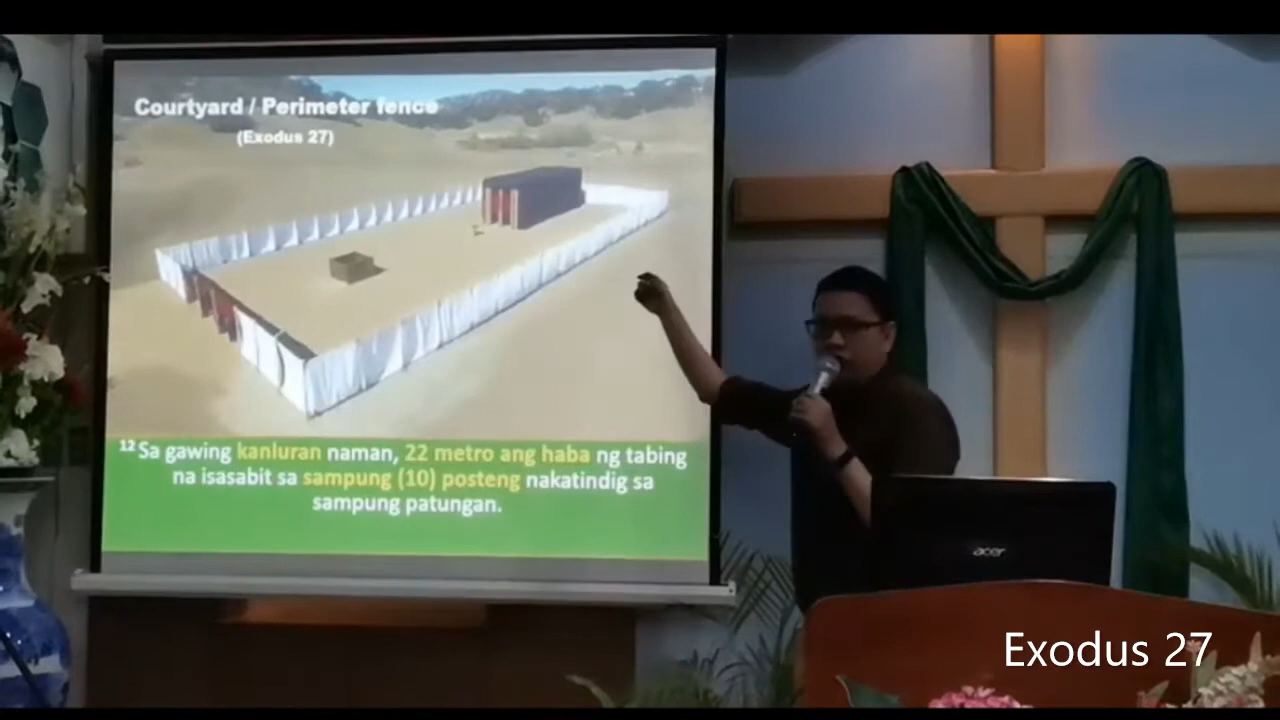 Courtyard / Perimeter fence
(Exodus 27)
12 Sa gawing kanluran naman, 22 metro ang haba ng tabing
na isasabit sa sampung (10) posteng nakatindig sa
sampung patungan.
acer
Exodus 27